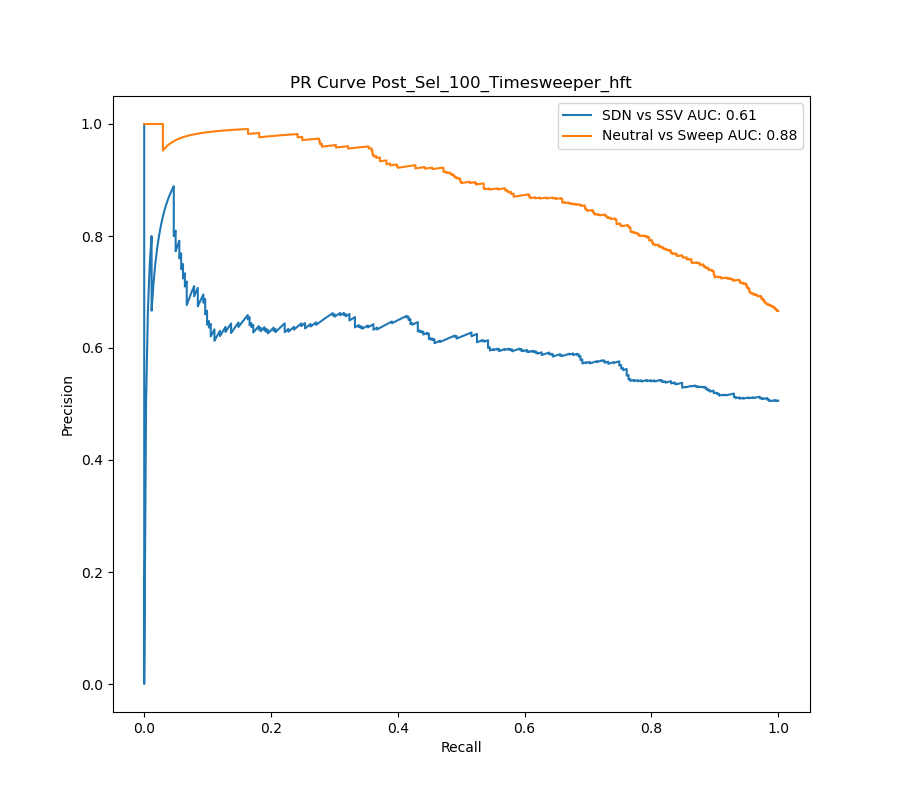 PR Curve Post_Sel_100_Timesweeper_hft
SDN vs SSV AUC: 0.61
Neutral vs Sweep AUC: 0.88
1.0
0.8
0.6
0.4
0.2
0.0
Precision
0.0 0.2 0.4 0.6 0.8 1.0
Recall